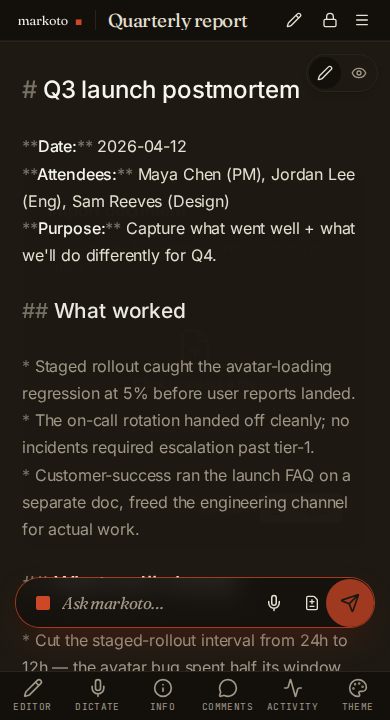 markoto
Quarterly report
# Q3 launch postmortem
**Date:** 2026-04-12
**Attendees:** Maya Chen (PM), Jordan Lee
(Eng), Sam Reeves (Design)
**Purpose:** Capture what went well + what
we'll do differently for Q4.
## What worked
* Staged rollout caught the avatar-loading
regression at 5% before user reports landed.
* The on-call rotation handed off cleanly; no
incidents required escalation past tier-1.
* Customer-success ran the launch FAQ on a
separate doc, freed the engineering channel
for actual work.
Ask markoto...
* Cut the staged-rollout interval from 24h to
12h — the avatar bug spent half its window
EDITOR DICTATE INFO COMMENTS ACTIVITY THEME